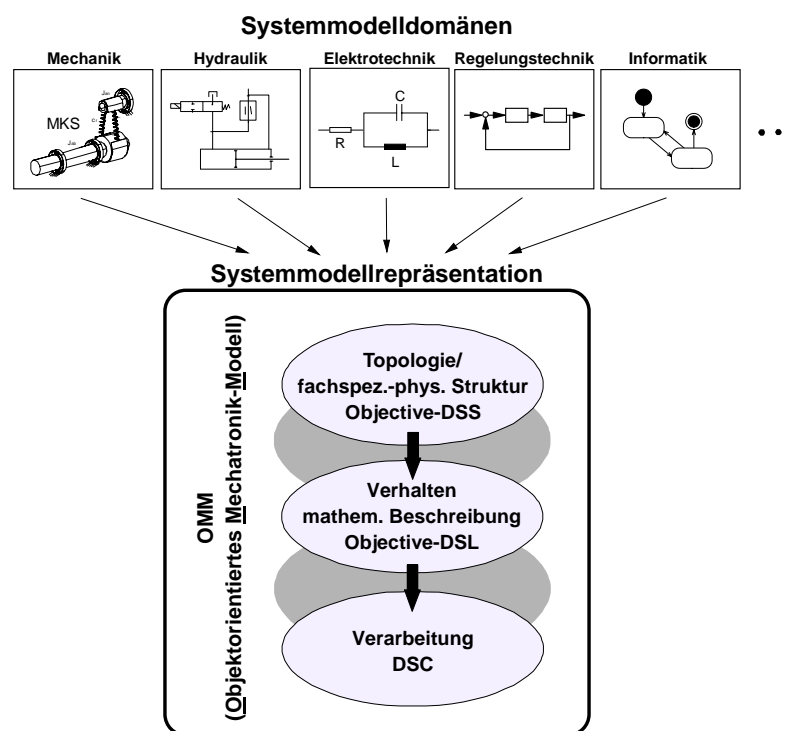 Systemmodelldomänen
Mechanik
Hydraulik
Elektrotechnik
Regelungstechnik
Informatik
MKS
C
R
L
Systemmodellrepräsentation
OMM
(Objektorientiertes Mechatronik-Modell)
Topologie/
fachspez.-phys. Struktur
Objective-DSS
Verhalten
mathem. Beschreibung
Objective-DSL
Verarbeitung
DSC